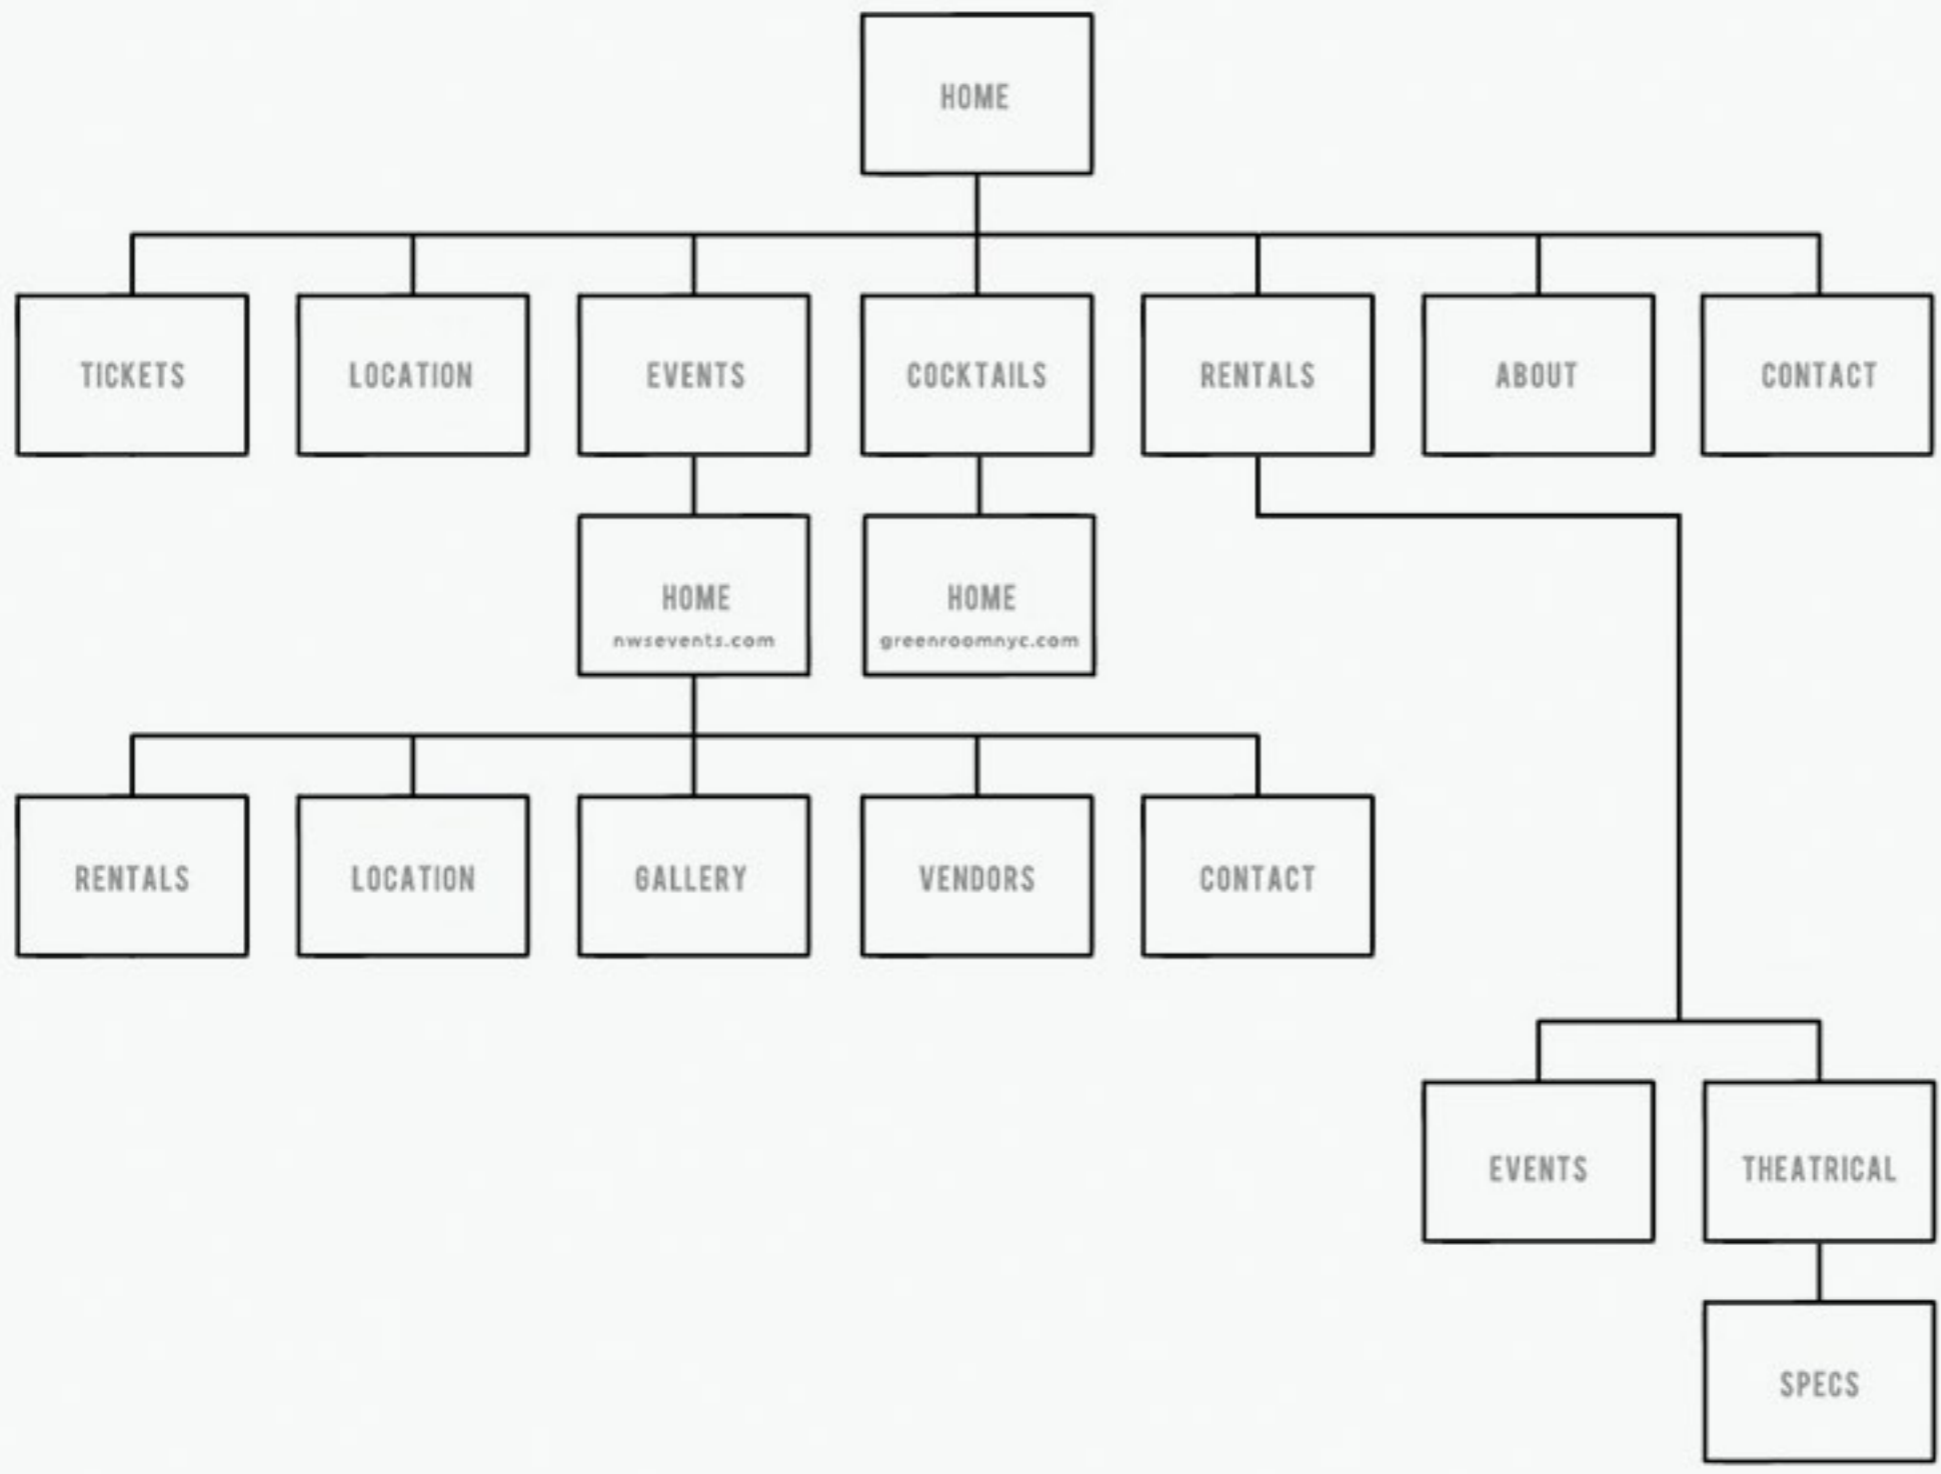 HOME
TICKETS
LOCATION
EVENTS
COCKTAILS
RENTALS
ABOUT
CONTACT
HOME
nwsevents.com
HOME
greenroomnyc.com
RENTALS
LOCATION
GALLERY
VENDORS
CONTACT
EVENTS
THEATRICAL
SPECS